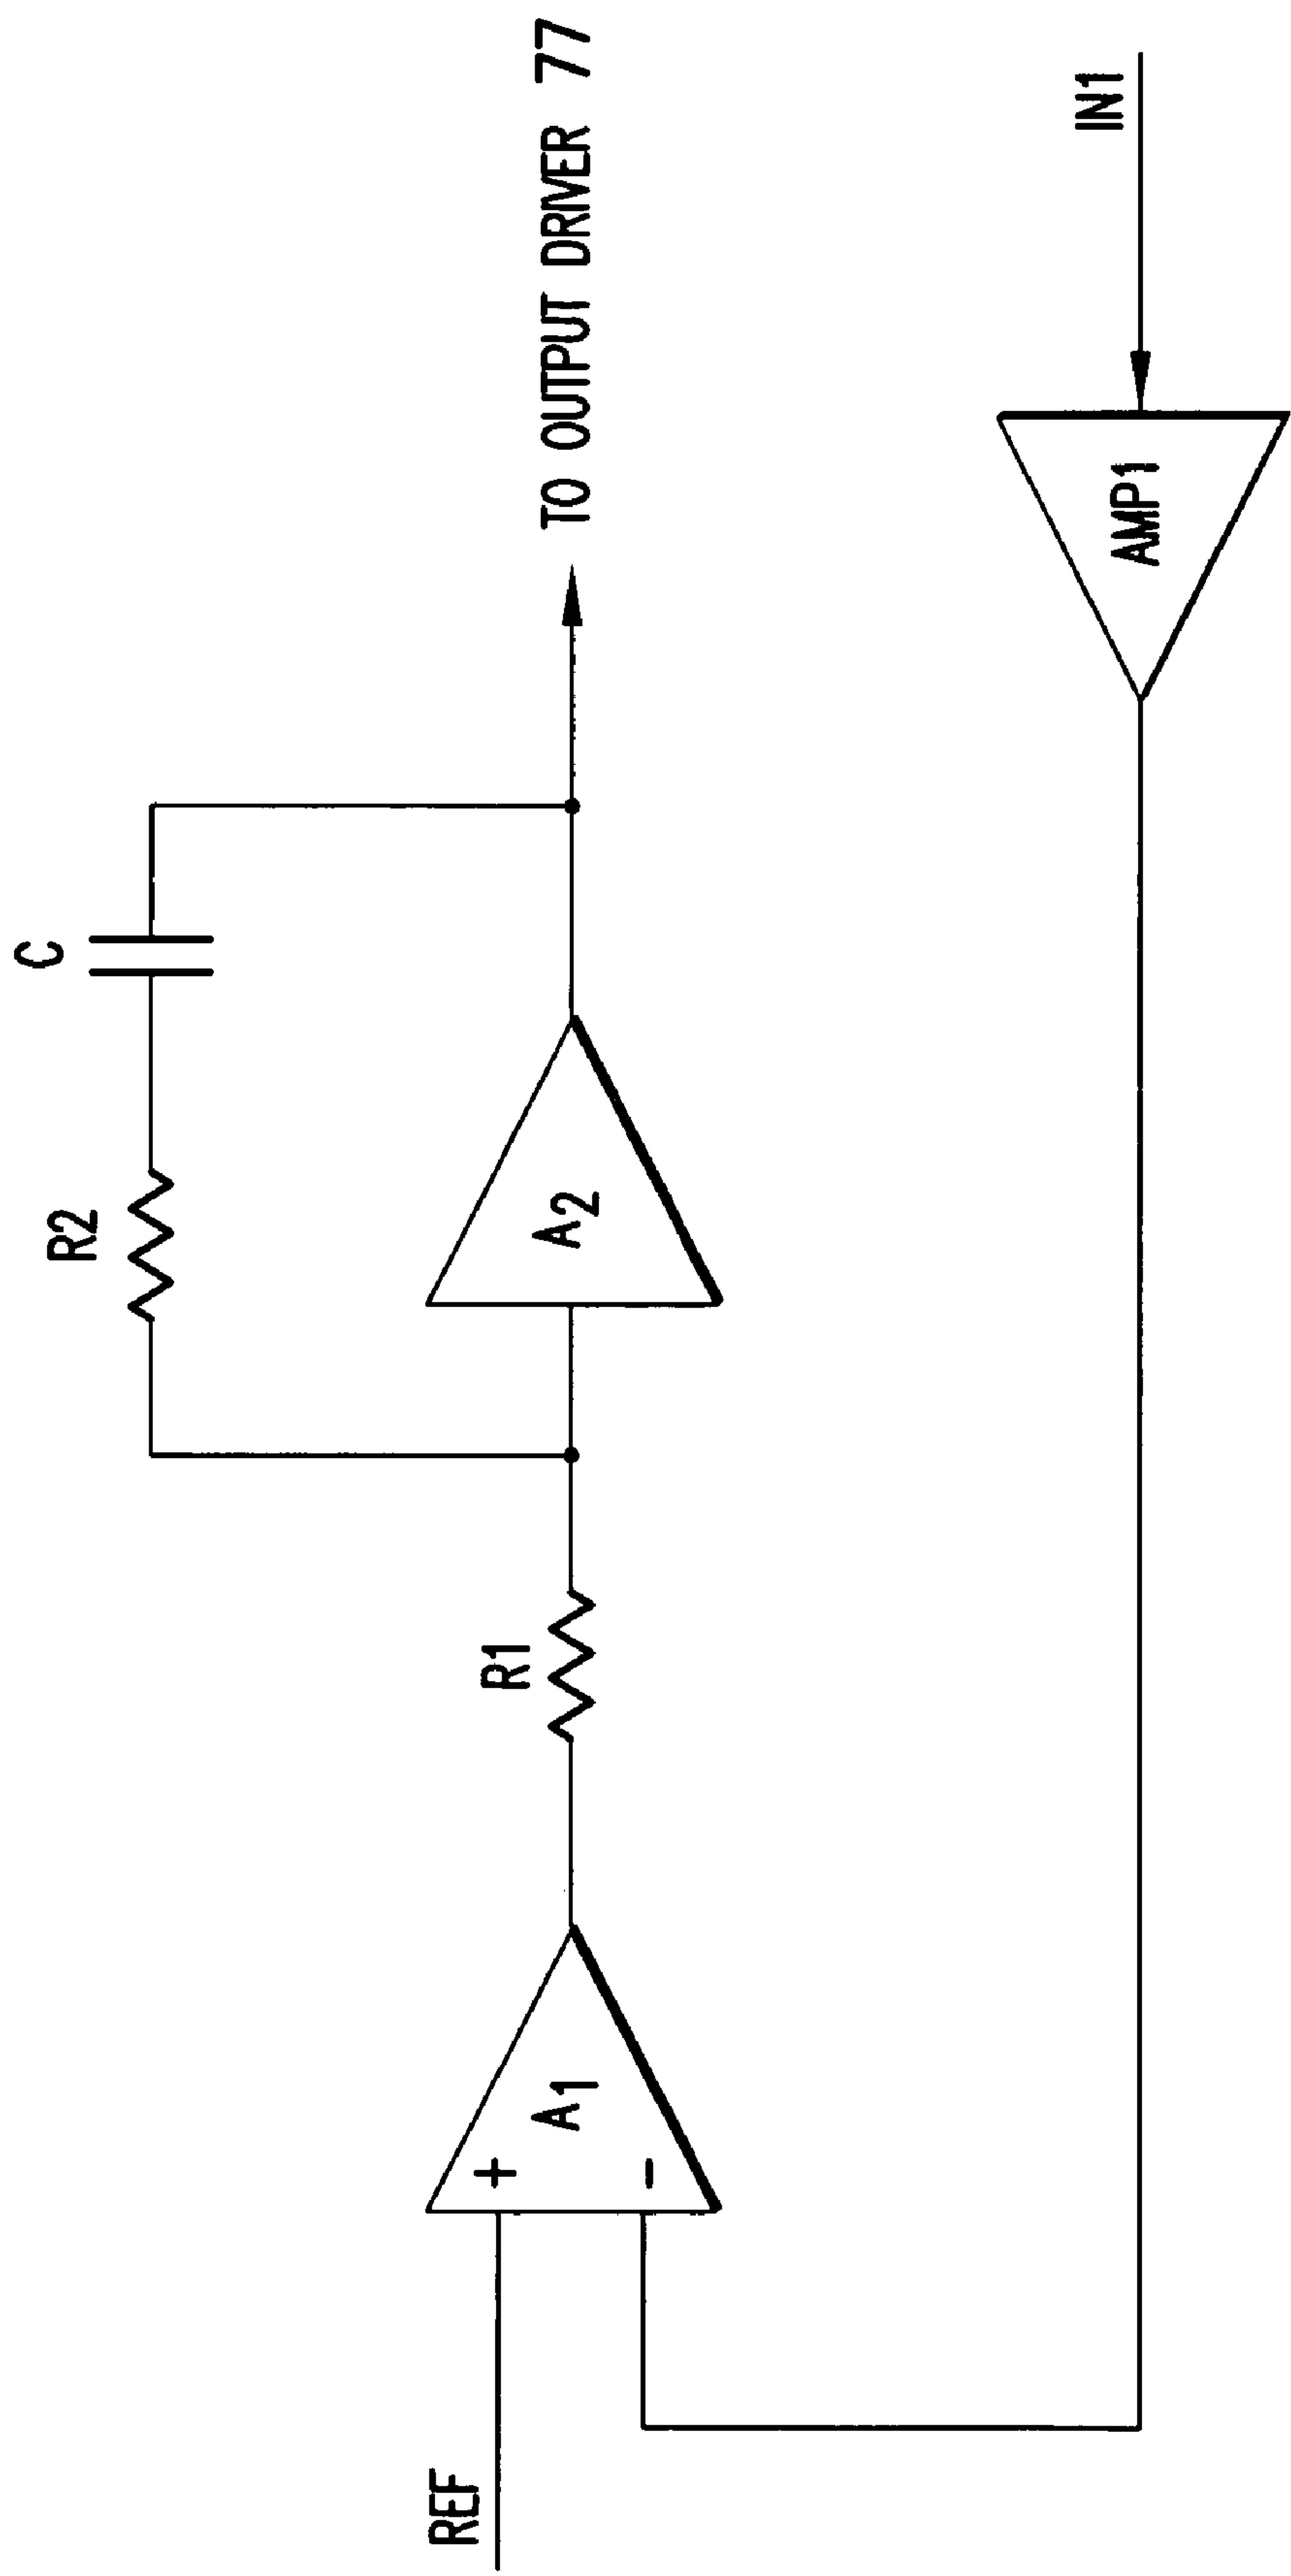 C
R2
REF
+
-
A1
R1
A2
TO OUTPUT DRIVER 77
AMP1
IN1